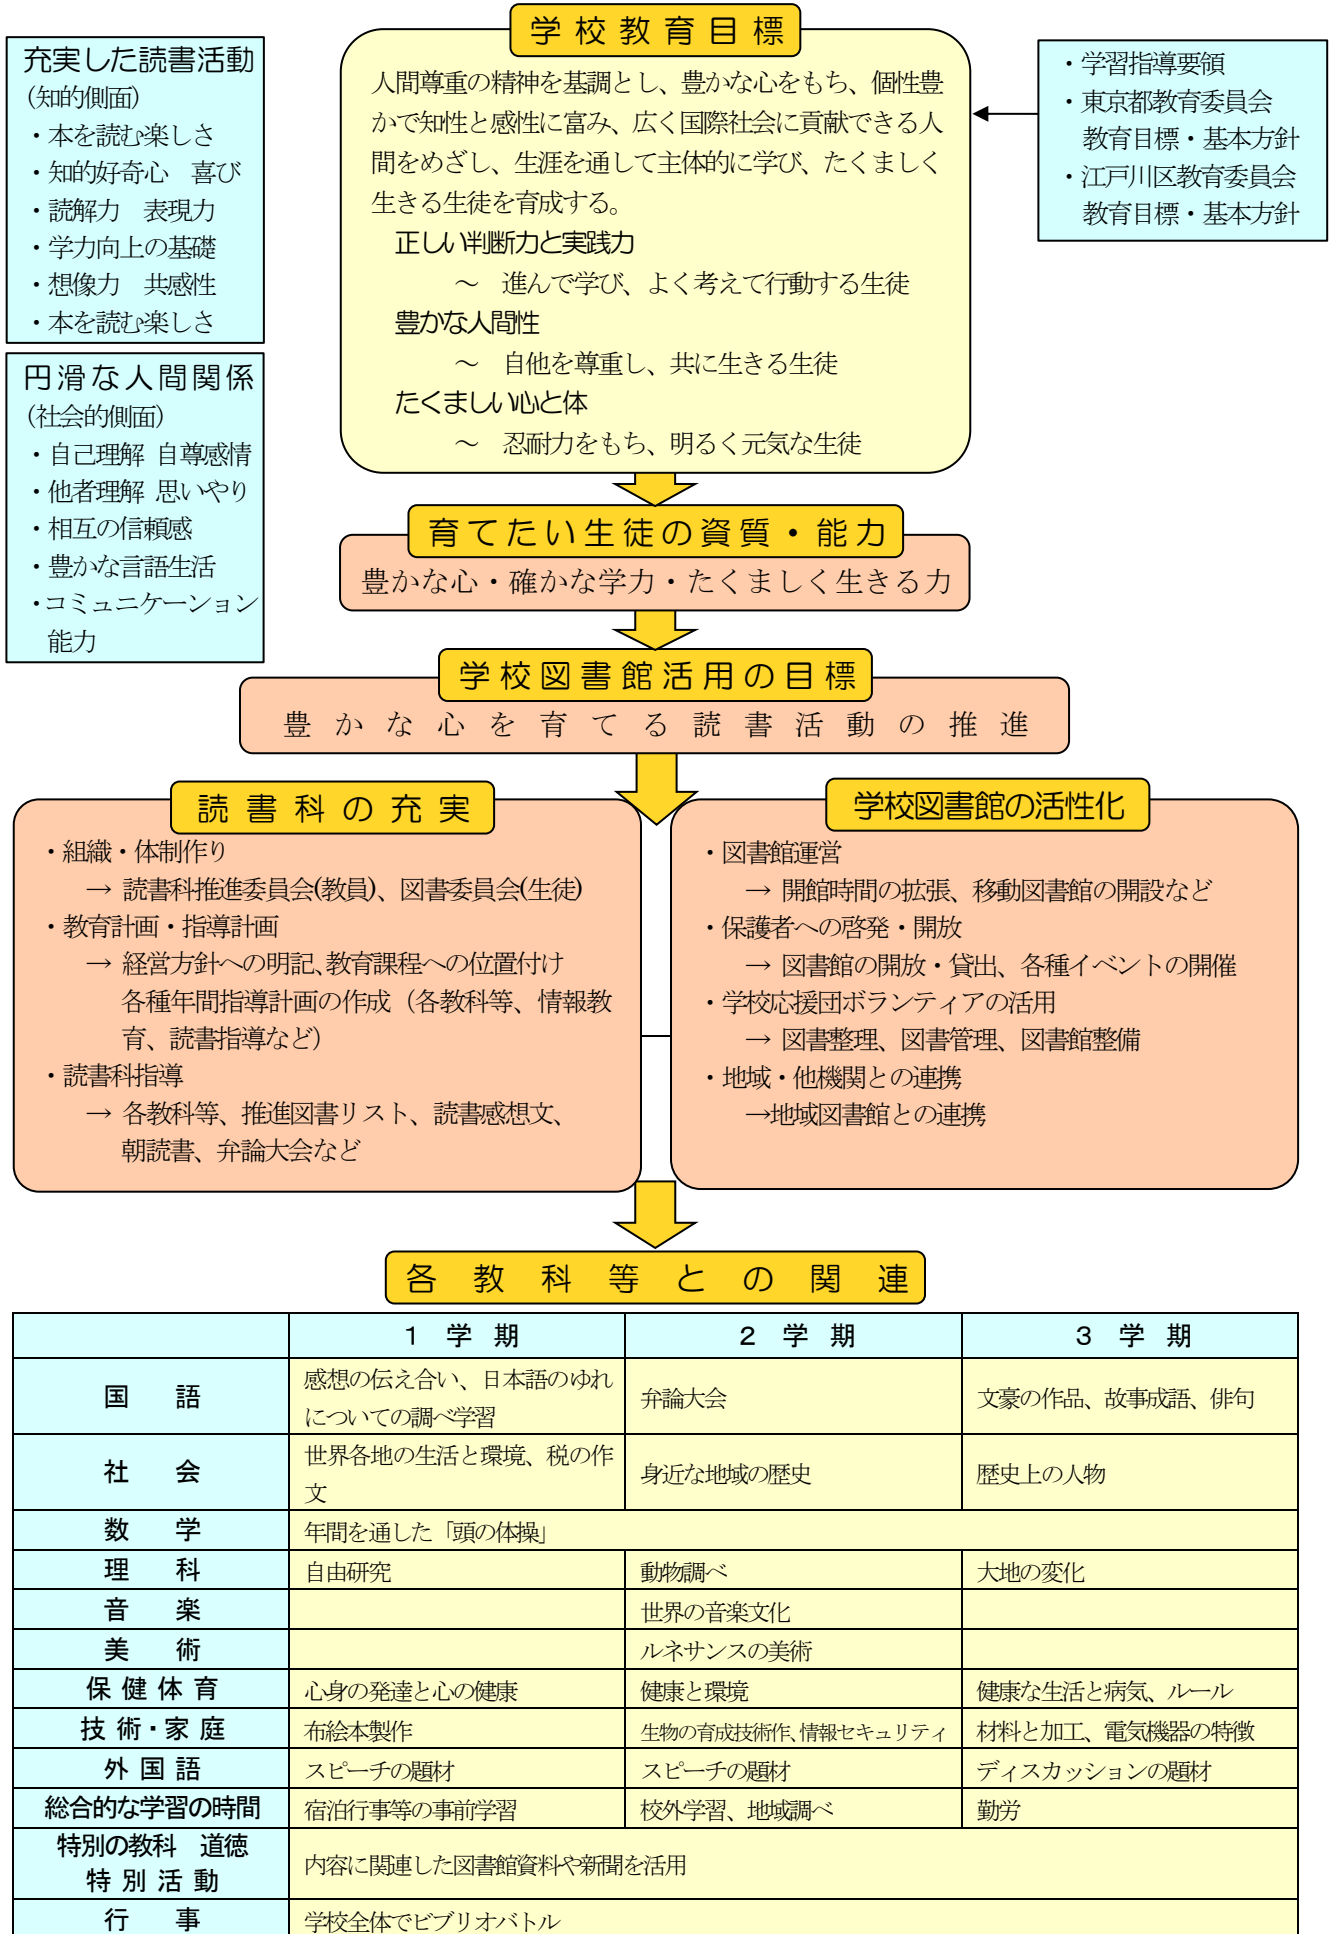 学校教育目標
人間尊重の精神を基調とし、豊かな心をもち、個性豊
かで知性と感性に富み、広く国際社会に貢献できる人
間をめざし、生涯を通して主体的に学び、たくましく
生きる生徒を育成する。
正しい判断力と実践力
～　進んで学び、よく考えて行動する生徒
豊かな人間性
～　自他を尊重し、共に生きる生徒
たくましい心と体
～　忍耐力をもち、明るく元気な生徒
充実した読書活動
(知的側面)
・本を読む楽しさ
・知的好奇心　喜び
・読解力　表現力
・学力向上の基礎
・想像力　共感性
・本を読む楽しさ
円滑な人間関係
(社会的側面)
・自己理解 自尊感情
・他者理解 思いやり
・相互の信頼感
・豊かな言語生活
・コミュニケーション
能力
・学習指導要領
・東京都教育委員会
教育目標・基本方針
・江戸川区教育委員会
教育目標・基本方針
育てたい生徒の資質・能力
豊かな心・確かな学力・たくましく生きる力
学校図書館活用の目標
豊かな心を育てる読書活動の推進
読書科の充実
・組織・体制作り
→ 読書科推進委員会(教員)、図書委員会(生徒)
・教育計画・指導計画
→ 経営方針への明記、教育課程への位置付け
各種年間指導計画の作成（各教科等、情報教
育、読書指導など）
・読書科指導
→ 各教科等、推進図書リスト、読書感想文、
朝読書、弁論大会など
学校図書館の活性化
・図書館運営
→ 開館時間の拡張、移動図書館の開設など
・保護者への啓発・開放
→ 図書館の開放・貸出、各種イベントの開催
・学校応援団ボランティアの活用
→ 図書整理、図書管理、図書館整備
・地域・他機関との連携
→地域図書館との連携
各教科等との関連
1 学 期　2 学 期　3 学 期
国　語　感想の伝え合い、日本語のゆれ
についての調べ学習　弁論大会　文豪の作品、故事成語、俳句
社　会　世界各地の生活と環境、税の作
文　身近な地域の歴史　歴史上の人物
数　学　年間を通した「頭の体操」
理　科　自由研究　動物調べ　大地の変化
音　楽　世界の音楽文化
美　術　ルネサンスの美術
保健体育　心身の発達と心の健康　健康と環境　健康な生活と病気、ルール
技術・家庭　布絵本製作　生物の育成技術作、情報セキュリティ　材料と加工、電気機器の特徴
外国語　スピーチの題材　スピーチの題材　ディスカッションの題材
総合的な学習の時間　宿泊行事等の事前学習　校外学習、地域調べ　勤労
特別の教科　道徳
特別活動　内容に関連した図書館資料や新聞を活用
行　事　学校全体でビブリオバトル